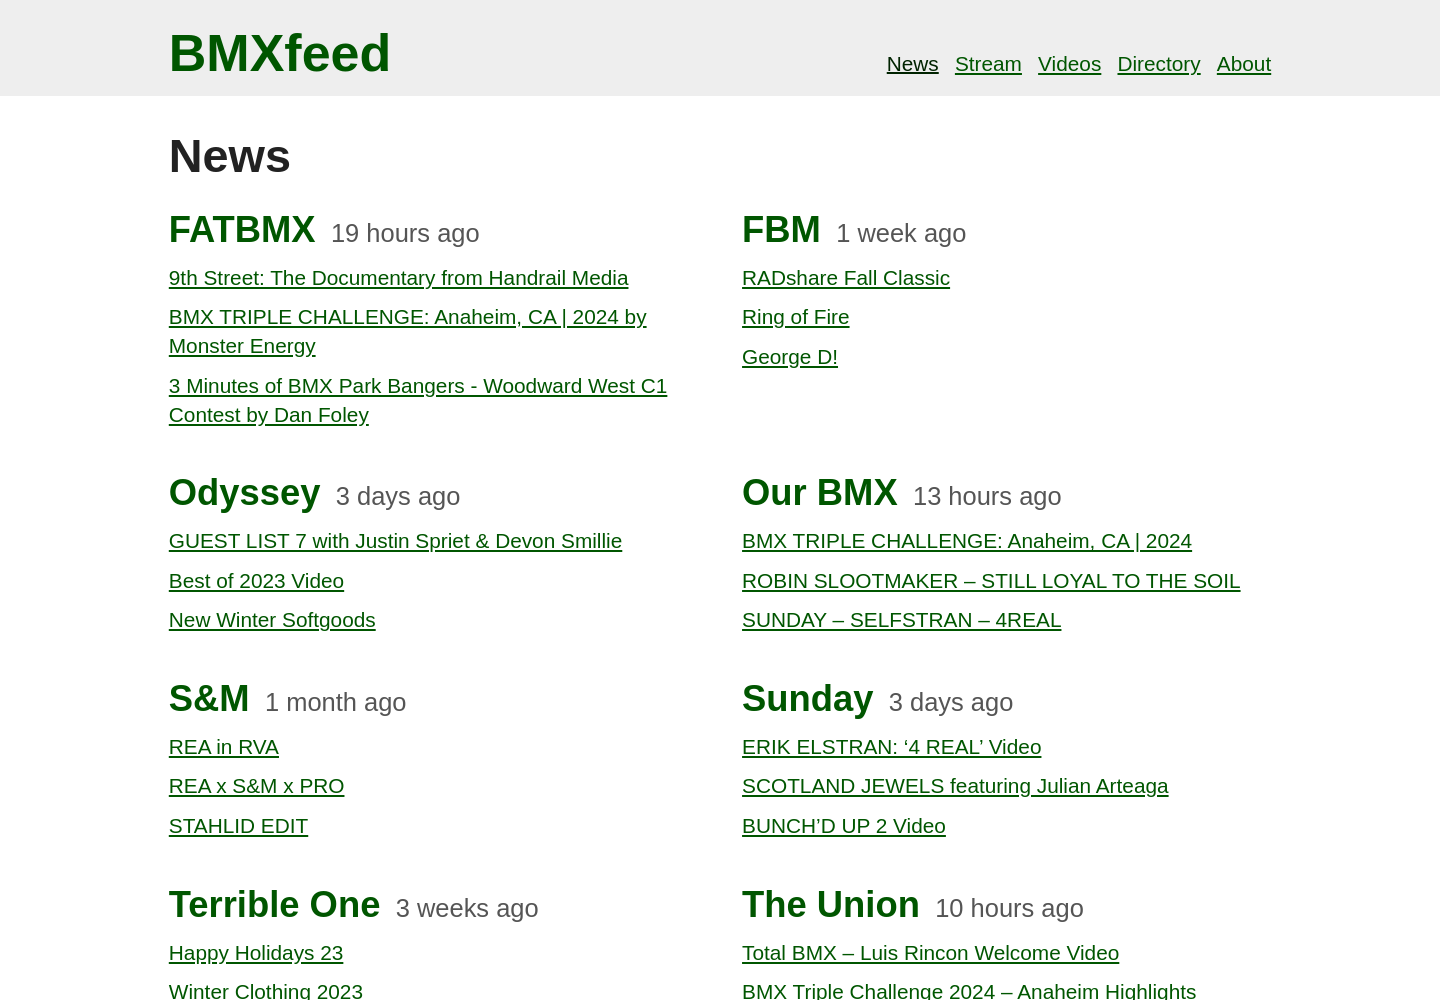 BMXfeed
News Stream Videos Directory About
News
FATBMX 19 hours ago
9th Street: The Documentary from Handrail Media
BMX TRIPLE CHALLENGE: Anaheim, CA | 2024 by
Monster Energy
3 Minutes of BMX Park Bangers - Woodward West C1
Contest by Dan Foley
FBM 1 week ago
RADshare Fall Classic
Ring of Fire
George D!
Odyssey 3 days ago
GUEST LIST 7 with Justin Spriet & Devon Smillie
Best of 2023 Video
New Winter Softgoods
Our BMX 13 hours ago
BMX TRIPLE CHALLENGE: Anaheim, CA | 2024
ROBIN SLOOTMAKER – STILL LOYAL TO THE SOIL
SUNDAY – SELFSTRAN – 4REAL
S&M 1 month ago
REA in RVA
REA x S&M x PRO
STAHLID EDIT
Sunday 3 days ago
ERIK ELSTRAN: ‘4 REAL’ Video
SCOTLAND JEWELS featuring Julian Arteaga
BUNCH’D UP 2 Video
Terrible One 3 weeks ago
Happy Holidays 23
Winter Clothing 2023
The Union 10 hours ago
Total BMX – Luis Rincon Welcome Video
BMX Triple Challenge 2024 – Anaheim Highlights